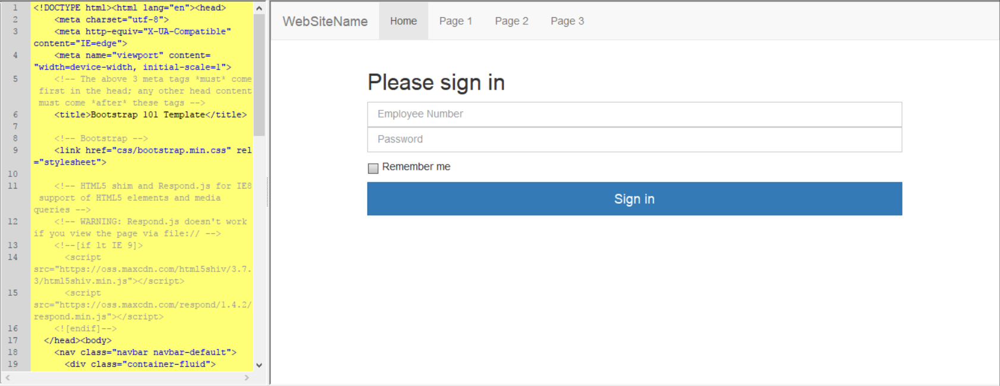 1 <!DOCTYPE html><html lang="en"><head>
2 <meta charset="utf-8">
3 <meta http-equiv="X-UA-Compatible"
content="IE=edge">
4 <meta name="viewport" content=
"width=device-width, initial-scale=1">
5 <!-- The above 3 meta tags *must* come
first in the head; any other head content
must come *after* these tags -->
6 <title>Bootstrap 101 Template</title>
7
8 <!-- Bootstrap -->
9 <link href="css/bootstrap.min.css" rel
="stylesheet">
10
11 <!-- HTML5 shim and Respond.js for IE8
support of HTML5 elements and media
queries -->
12 <!-- WARNING: Respond.js doesn't work
if you view the page via file:// -->
13 <!--[if lt IE 9]>
14 <script
src="https://oss.maxcdn.com/html5shiv/3.7.
3/html5shiv.min.js"></script>
15 <script
src="https://oss.maxcdn.com/respond/1.4.2/
respond.min.js"></script>
16 <![endif]-->
17 </head><body>
18 <nav class="navbar navbar-default">
19 <div class="container-fluid">
WebSiteName Home Page 1 Page 2 Page 3
Please sign in
Employee Number
Password
Remember me
Sign in